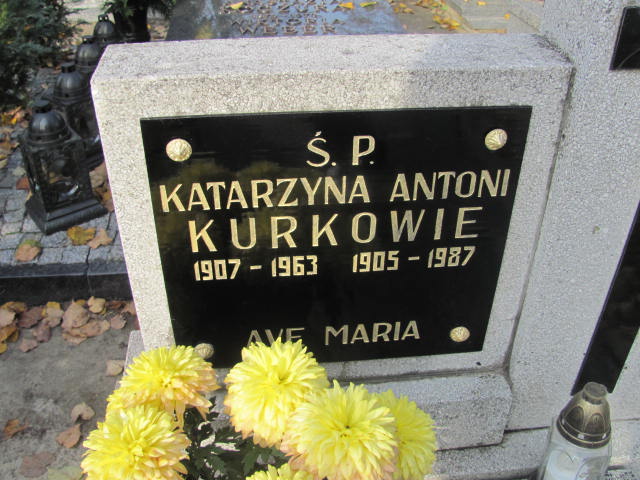 Ś. P.
KATARZYNA ANTONI
KURKOWIE
1907 - 1963 1905 - 1987
AVE MARIA